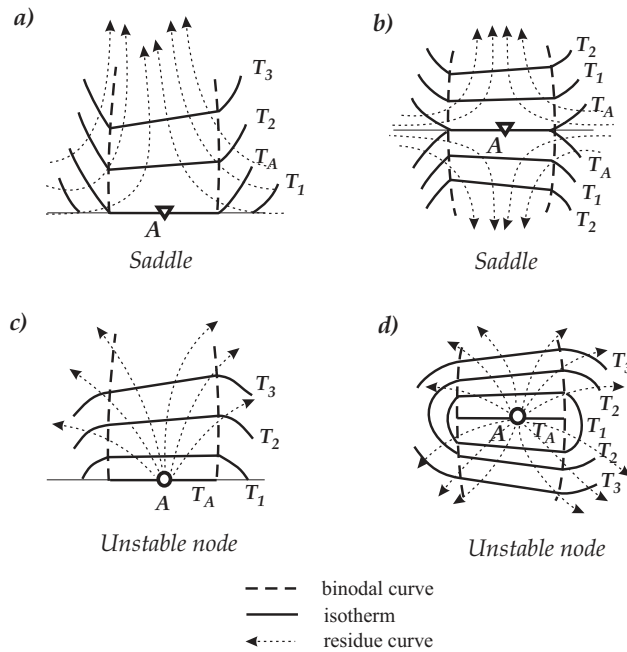 a)
T3
T2
TA
T1
A
Saddle
b)
T2
T1
TA
A
TA
T1
T2
Saddle
c)
T3
T2
A
TA
T1
Unstable node
d)
T3
T2
T1
A
TA
T2
T3
Unstable node
binodal curve
isotherm
residue curve